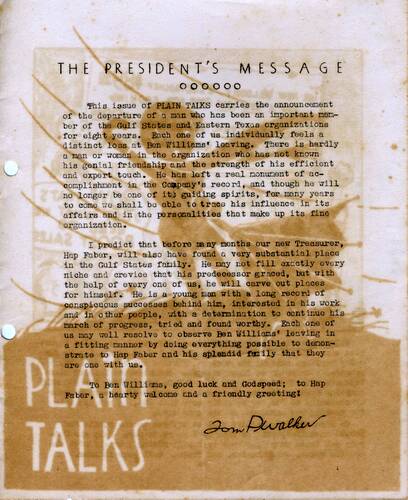 THE PRESIDENT'S MESSAGE
This issue of PLAIN TALKS carries the announcement
of the departure of a man who has been an important mem-
ber of the Gulf States and Eastern Texas organizations
for eight years. Each one of us individually feels a
distinct loss in Ben Williams' leaving. There is hardly
a man or woman in the organization who has not known
his genial friendship and the strength of his efficient
and expert touch. He has left a real monument of ac-
complishment in the Company's record, and though he will
no longer be one of its guiding spirits, for many years
to come we shall be able to trace his influence in its
affairs and in the personalities that make up its fine
organization.
I predict that before many months our new Treasurer,
Hap Faber, will also have found a very substantial place
in the Gulf States family. He may not fill exactly every
niche and crevice that his predecessor graced, but with
the help of every one of us, he will carve out places
for himself. He is a young man with a long record of
conspicuous successes behind him, interested in his work
and in other people, with a determination to continue his
march of progress, tried and found worthy. Each one of
us may well resolve to observe Ben Williams' leaving in
a fitting manner by doing everything possible to demon-
strate to Hap Faber and his splendid family that they
are one with us.
To Ben Williams, good luck and Godspeed; to Hap
Faber, a hearty welcome and a friendly greeting!
Tom P Walker
PLAIN
TALKS